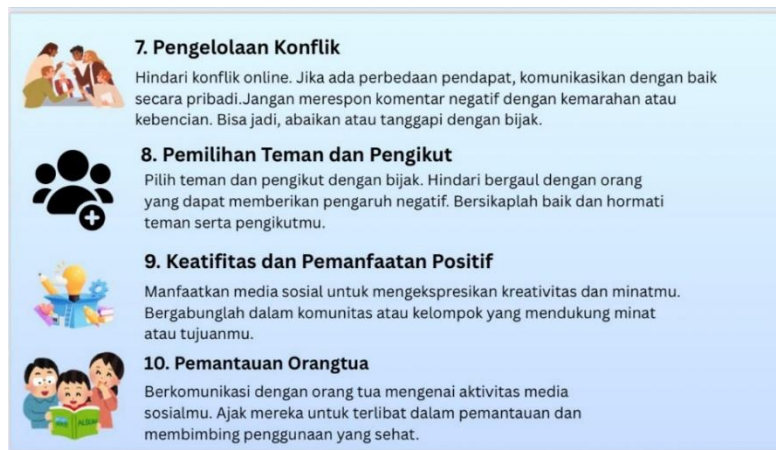 7. Pengelolaan Konflik
Hindari konflik online. Jika ada perbedaan pendapat, komunikasikan dengan baik
secara pribadi.Jangan merespon komentar negatif dengan kemarahan atau
kebencian. Bisa jadi, abaikan atau tanggapi dengan bijak.
8. Pemilihan Teman dan Pengikut
Pilih teman dan pengikut dengan bijak. Hindari bergaul dengan orang
yang dapat memberikan pengaruh negatif. Bersikaplah baik dan hormati
teman serta pengikutmu.
9. Keatifitas dan Pemanfaatan Positif
Manfaatkan media sosial untuk mengekspresikan kreativitas dan minatmu.
Bergabunglah dalam komunitas atau kelompok yang mendukung minat
atau tujuanmu.
10. Pemantauan Orangtua
Berkomunikasi dengan orang tua mengenai aktivitas media
sosialmu. Ajak mereka untuk terlibat dalam pemantauan dan
membimbing penggunaan yang sehat.
ALBUM